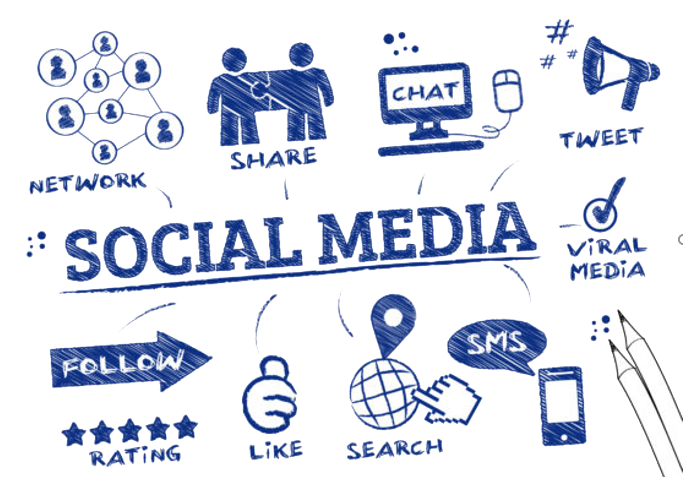 # # #
CHAT
TWEET
SHARE
NETWORK
SOCIAL MEDIA
ViRAL
MEDiA
FOLLOW
SMS
RATiNG
LiKE
SEARCH